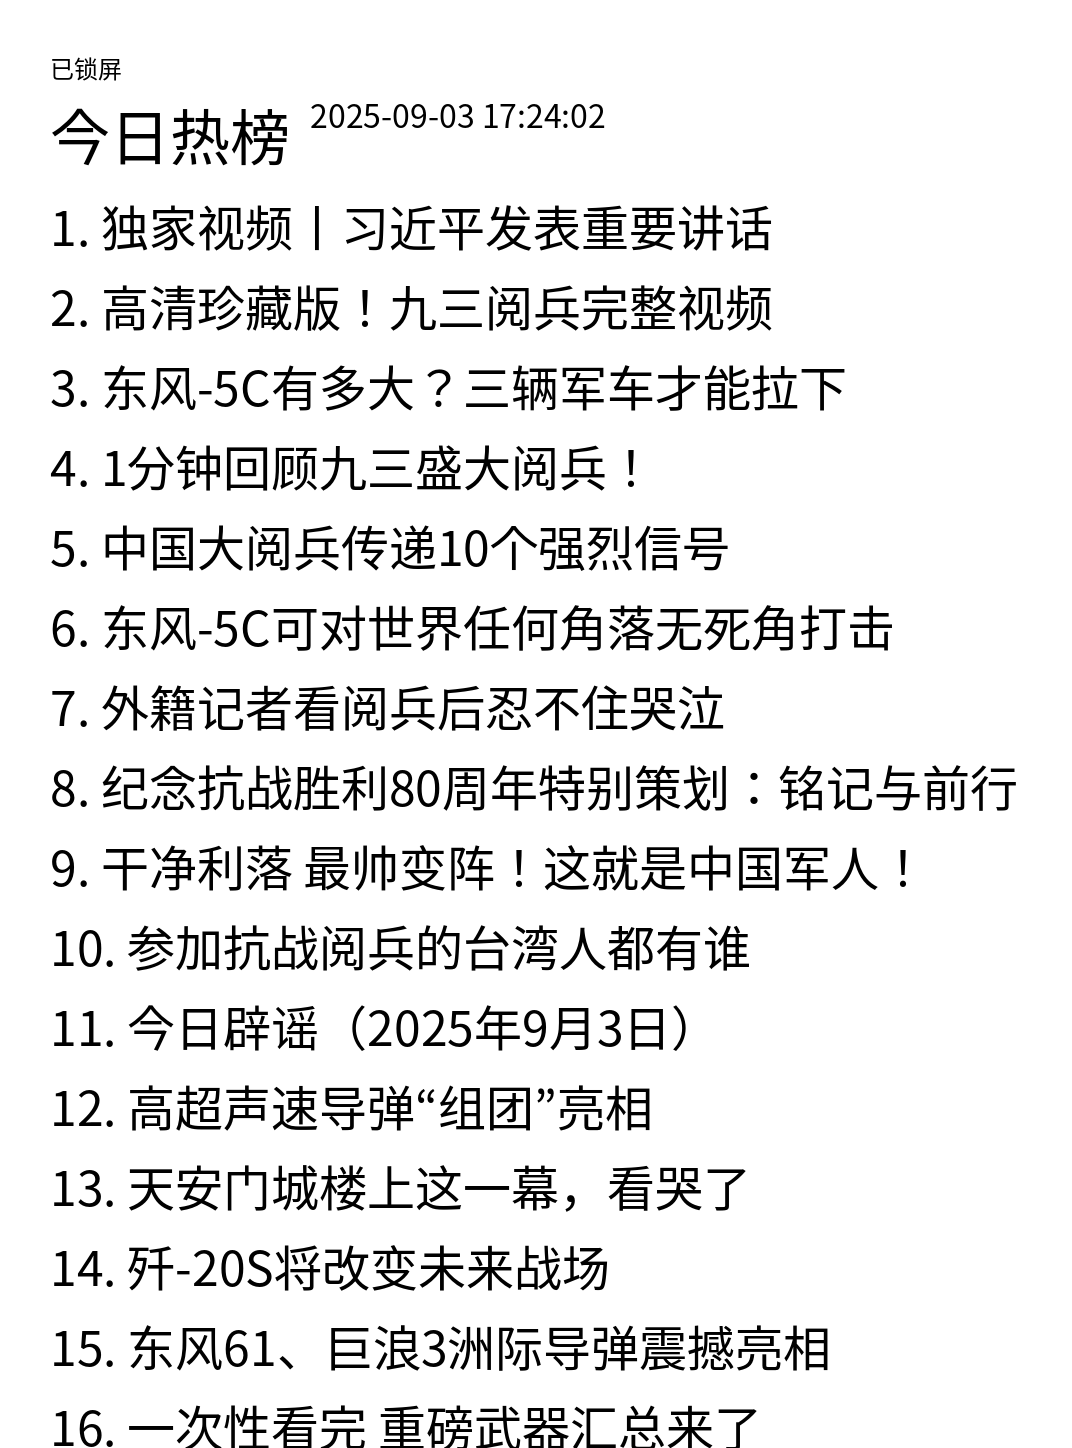 已锁屏
今日热榜 2025-09-03 17:24:02
1. 独家视频丨习近平发表重要讲话
2. 高清珍藏版！九三阅兵完整视频
3. 东风-5C有多大？三辆军车才能拉下
4. 1分钟回顾九三盛大阅兵！
5. 中国大阅兵传递10个强烈信号
6. 东风-5C可对世界任何角落无死角打击
7. 外籍记者看阅兵后忍不住哭泣
8. 纪念抗战胜利80周年特别策划：铭记与前行
9. 干净利落 最帅变阵！这就是中国军人！
10. 参加抗战阅兵的台湾人都有谁
11. 今日辟谣（2025年9月3日）
12. 高超声速导弹“组团”亮相
13. 天安门城楼上这一幕，看哭了
14. 歼-20S将改变未来战场
15. 东风61、巨浪3洲际导弹震撼亮相
16. 一次性看完 重磅武器汇总来了